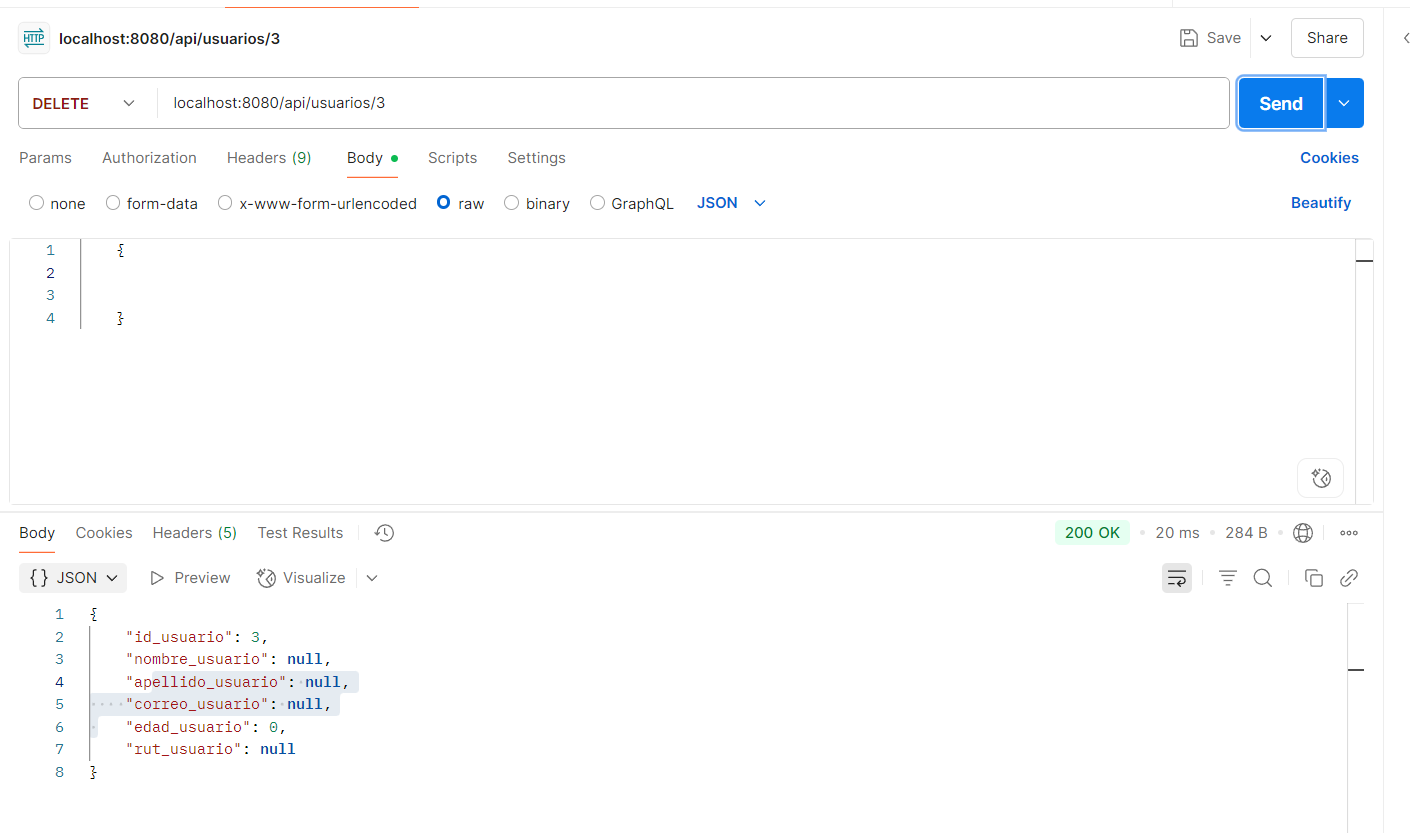 HTTP localhost:8080/api/usuarios/3 Save Share
DELETE localhost:8080/api/usuarios/3 Send
Params Authorization Headers (9) Body Scripts Settings Cookies
none form-data x-www-form-urlencoded raw binary GraphQL JSON Beautify
1 {
2
3
4 }
Body Cookies Headers (5) Test Results 200 OK 20 ms 284 B
{} JSON Preview Visualize
1 {
2 "id_usuario": 3,
3 "nombre_usuario": null,
4 "apellido_usuario": null,
5 "correo_usuario": null,
6 "edad_usuario": 0,
7 "rut_usuario": null
8 }